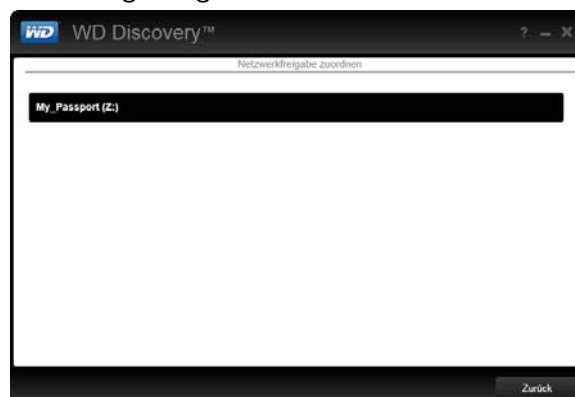 WD WD Discovery™ ? – X
Netzwerkfreigabe zuordnen
My_Passport (Z:)
Zurück